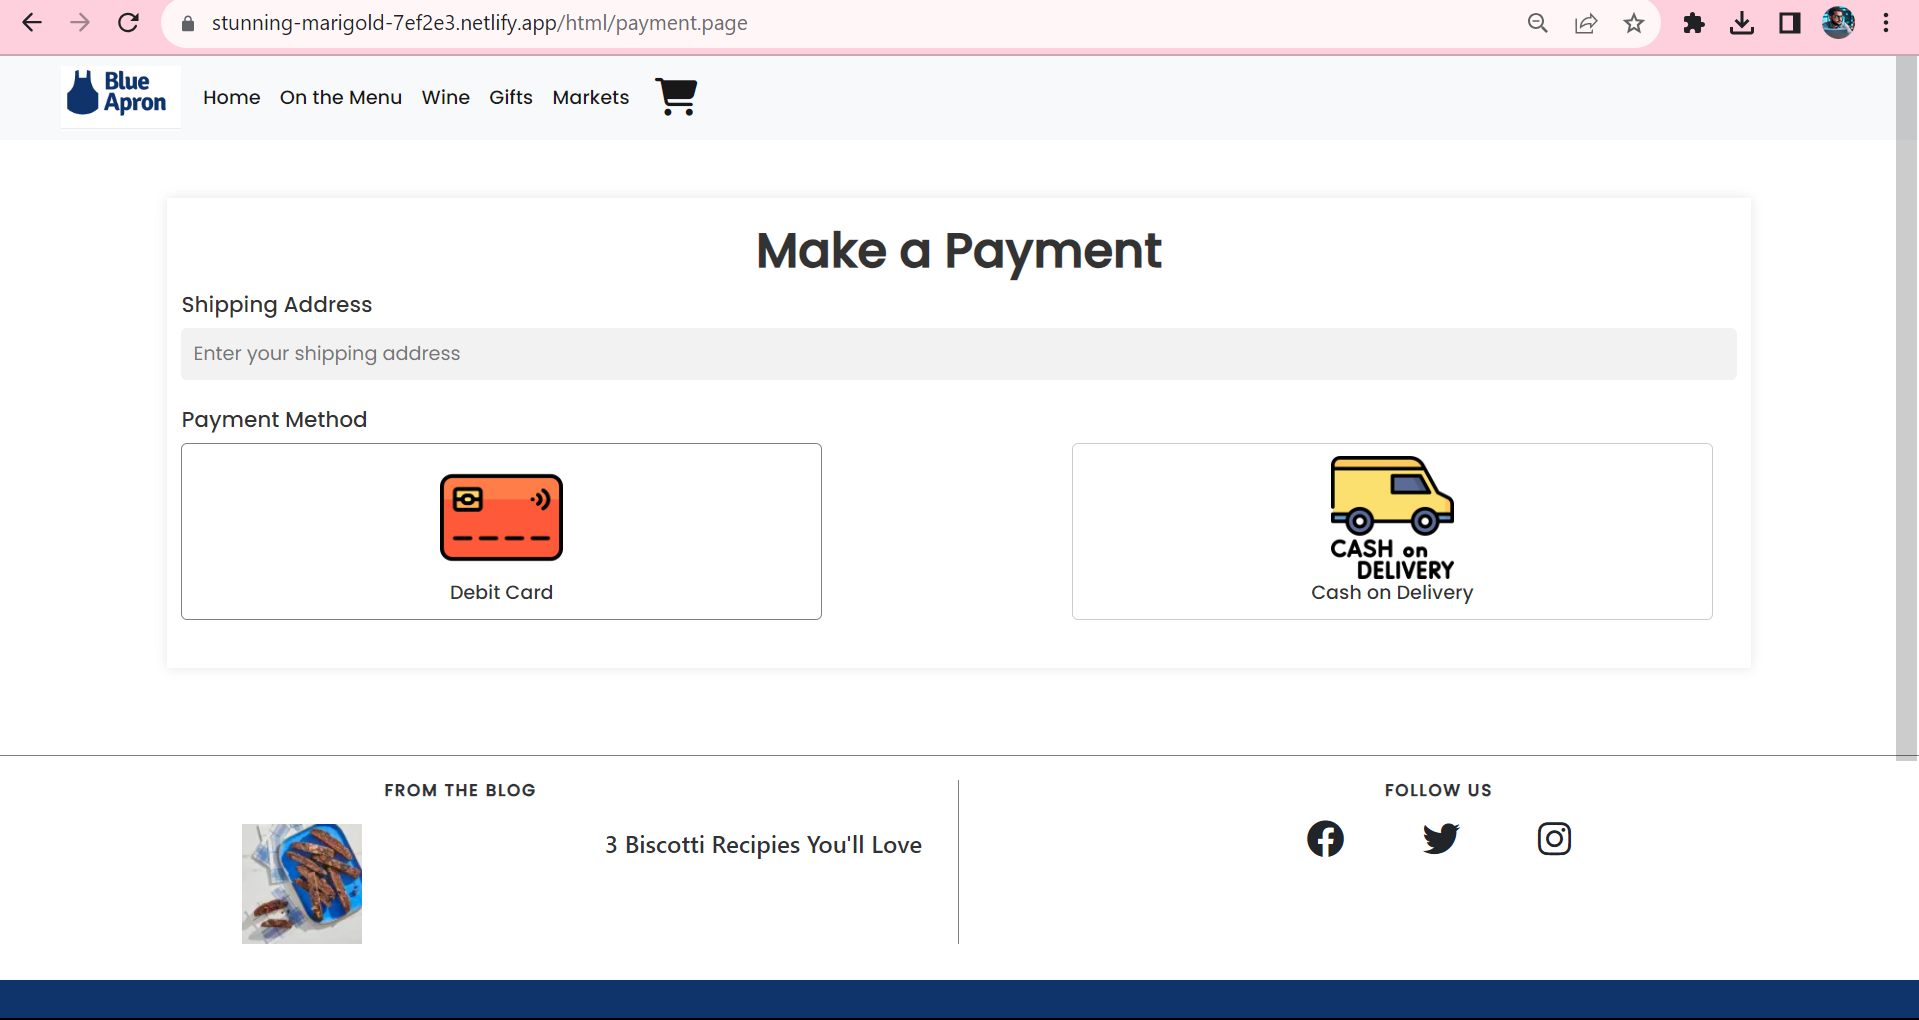 stunning-marigold-7ef2e3.netlify.app/html/payment.page
Blue
Apron
Home On the Menu Wine Gifts Markets
Make a Payment
Shipping Address
Enter your shipping address
Payment Method
CASH on
DELIVERY
Debit Card
Cash on Delivery
FROM THE BLOG
FOLLOW US
3 Biscotti Recipies You'll Love